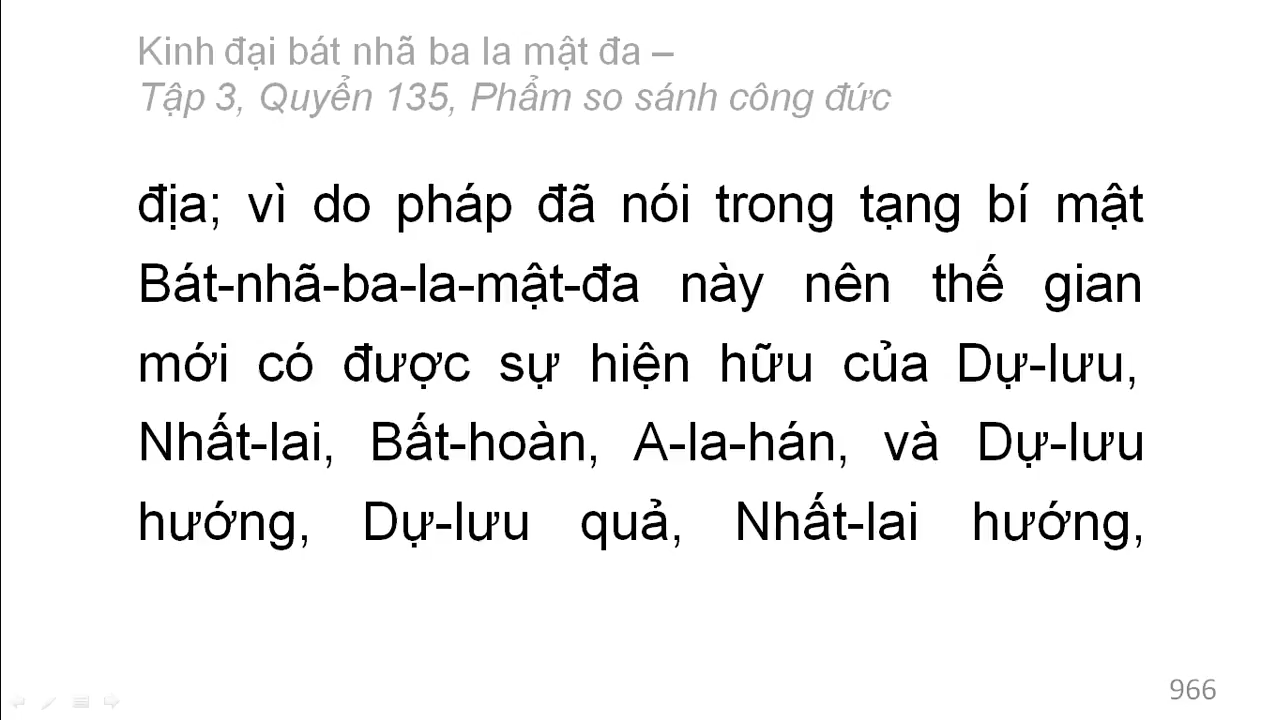 Kinh đại bát nhã ba la mật đa –
Tập 3, Quyển 135, Phẩm so sánh công đức
địa; vì do pháp đã nói trong tạng bí mật
Bát-nhã-ba-la-mật-đa này nên thế gian
mới có được sự hiện hữu của Dự-lưu,
Nhất-lai, Bất-hoàn, A-la-hán, và Dự-lưu
hướng, Dự-lưu quả, Nhất-lai hướng,
966